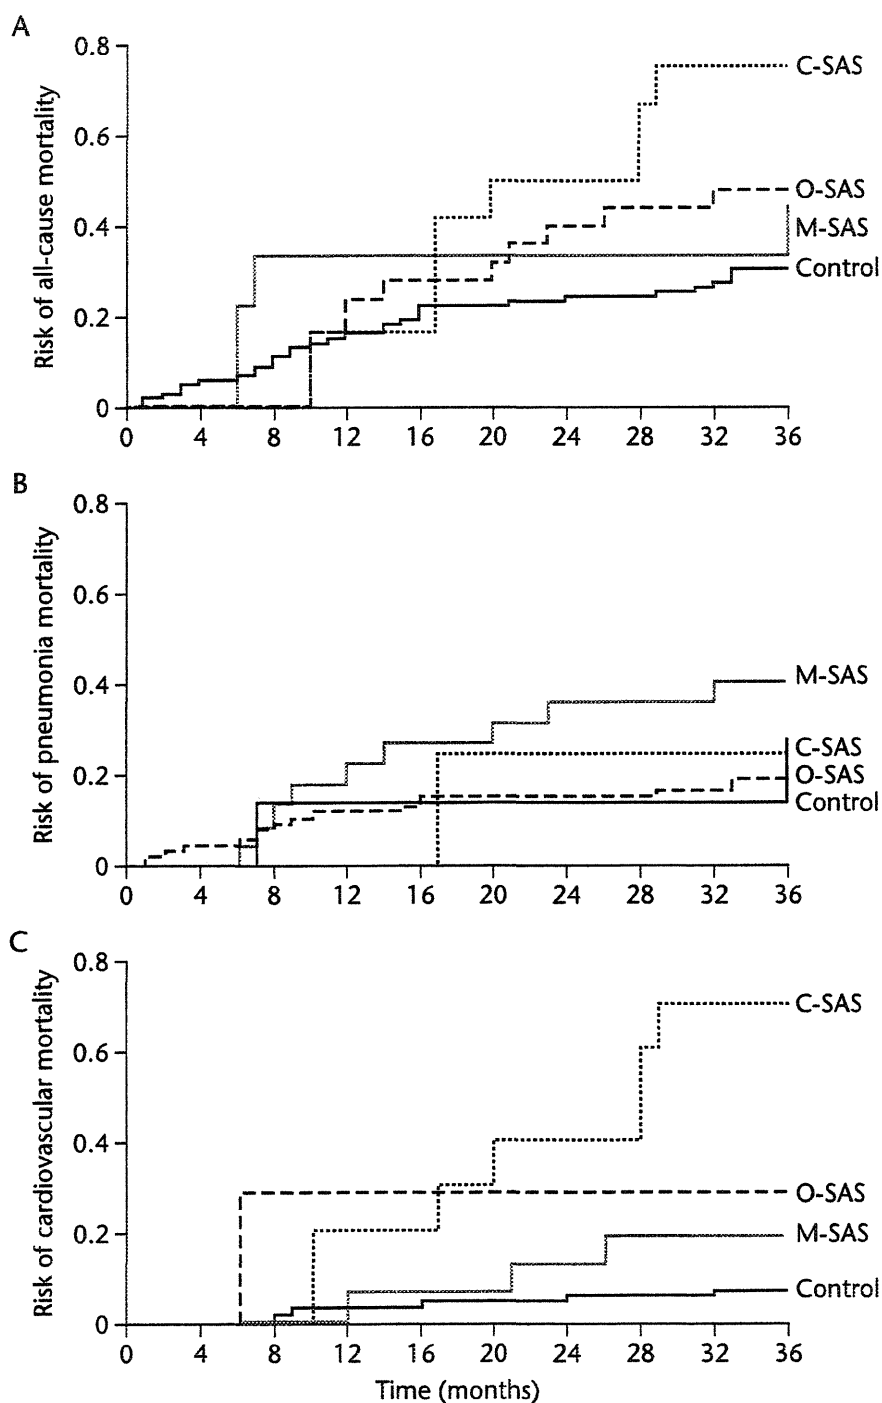 A
Risk of all-cause mortality
0.8
0.6
0.4
0.2
0
C-SAS
O-SAS
M-SAS
Control
0 4 8 12 16 20 24 28 32 36
B
Risk of pneumonia mortality
0.8
0.6
0.4
0.2
0
M-SAS
C-SAS
O-SAS
Control
0 4 8 12 16 20 24 28 32 36
C
Risk of cardiovascular mortality
0.8
0.6
0.4
0.2
0
C-SAS
O-SAS
M-SAS
Control
0 4 8 12 16 20 24 28 32 36
Time (months)